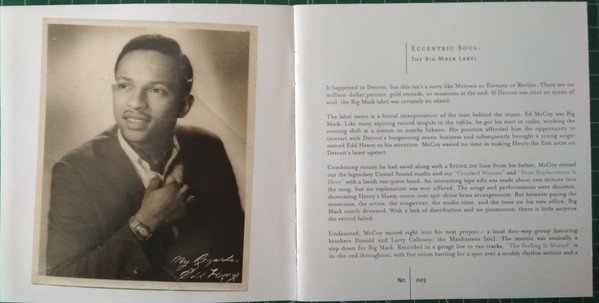 My Regards
Edd Henry
Eccentric Soul:
The Big Mack Label
It happened in Detroit, but this isn't a story like Motown or Fortune or Revilot. There are no
million-dollar payouts, gold records, or museums at the end. If Detroit was once an ocean of
soul, the Big Mack label was certainly an island.
The label name is a literal interpretation of the man behind the music. Ed McCoy was Big
Mack. Like many aspiring record moguls in the 1960s, he got his start in radio, working the
evening shift at a station in nearby Inkster. His position afforded him the opportunity
to interact with Detroit's burgeoning music business and subsequently brought a young singer
named Edd Henry to his attention. McCoy wasted no time in making Henry the first artist on
Detroit's latest upstart.
Combining money he had saved along with a $1000.00 loan from his father, McCoy rented
out the legendary United Sound studio and cut "Crooked Woman" and "Your Replacement Is
Here" with a lavish ten-piece band. An interesting tape edit was made about one minute into
the song, but no explanation was ever offered. The songs and performances were dynamic,
showcasing Henry's bluesy croon over spit-shine brass arrangements. But between paying the
musicians, the artists, the songwriter, the studio time, and the lease on his new office, Big
Mack nearly drowned. With a lack of distribution and no promotion, there is little surprise
the record failed.
Undaunted, McCoy moved right into his next project - a local doo-wop group featuring
brothers Donald and Larry Calloway: the Manhattens [sic]. The session was musically a
step down for Big Mack. Recorded in a garage live to two tracks, "The Feeling Is Mutual" is
in-the-red throughout, with five voices battling for a spot over a muddy rhythm section and a
No. 003